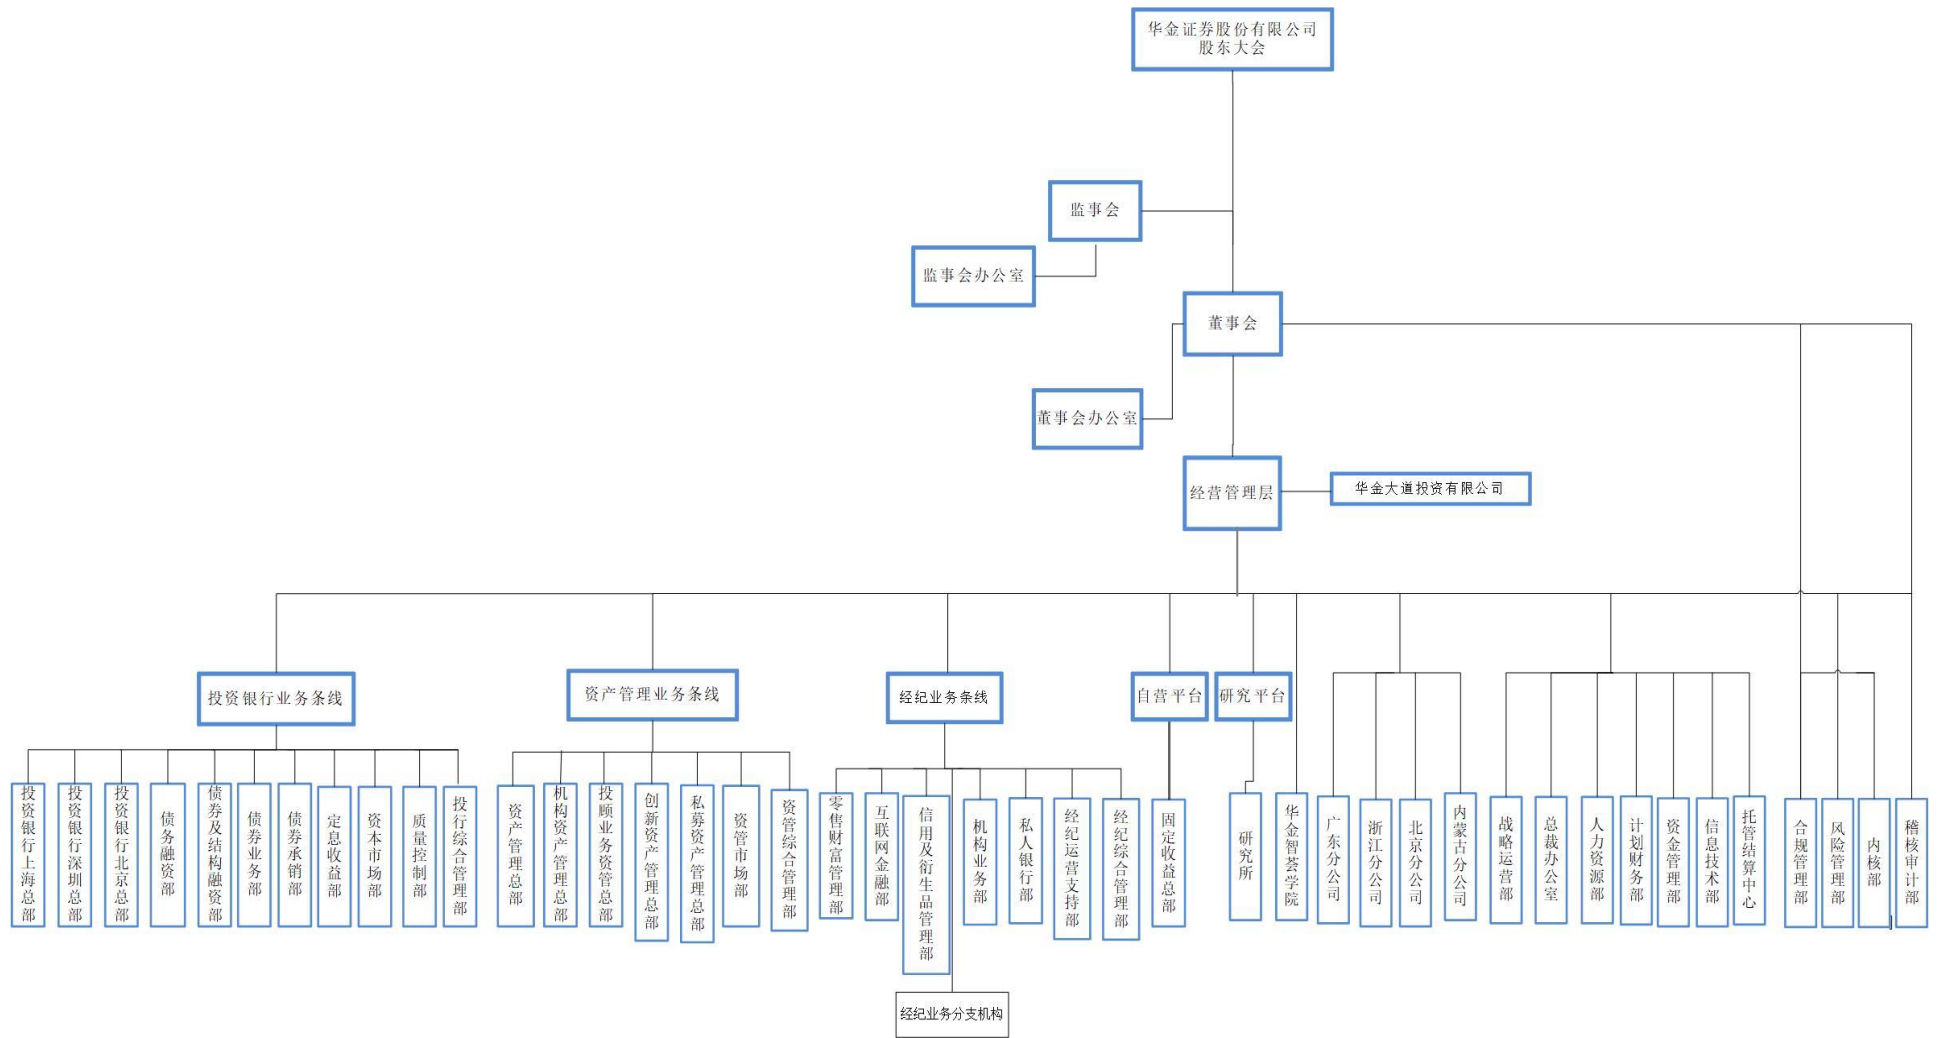 华金证券股份有限公司
股东大会
监事会
监事会办公室
董事会
董事会办公室
经营管理层
华金大道投资有限公司
投资银行业务条线
资产管理业务条线
经纪业务条线
自营平台
研究平台
投资银行上海总部
投资银行深圳总部
投资银行北京总部
债务融资部
债券及结构融资部
债券业务部
债券承销部
定息收益部
资本市场部
质量控制部
投行综合管理部
资产管理总部
机构资产管理总部
投顾业务资管总部
创新资产管理总部
私募资产管理总部
资管市场部
资管综合管理部
零售财富管理部
互联网金融部
信用及衍生品管理部
机构业务部
私人银行部
经纪运营支持部
经纪综合管理部
固定收益总部
研究所
华金智荟学院
广东分公司
浙江分公司
北京分公司
内蒙古分公司
战略运营部
总裁办公室
人力资源部
计划财务部
资金管理部
信息技术部
托管结算中心
合规管理部
风险管理部
内核部
稽核审计部
经纪业务分支机构